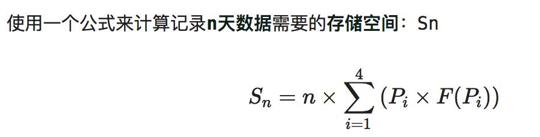 使用一个公式来计算记录n天数据需要的存储空间：Sn
$S_n = n \times \sum_{i=1}^{4} (P_i \times F(P_i))$